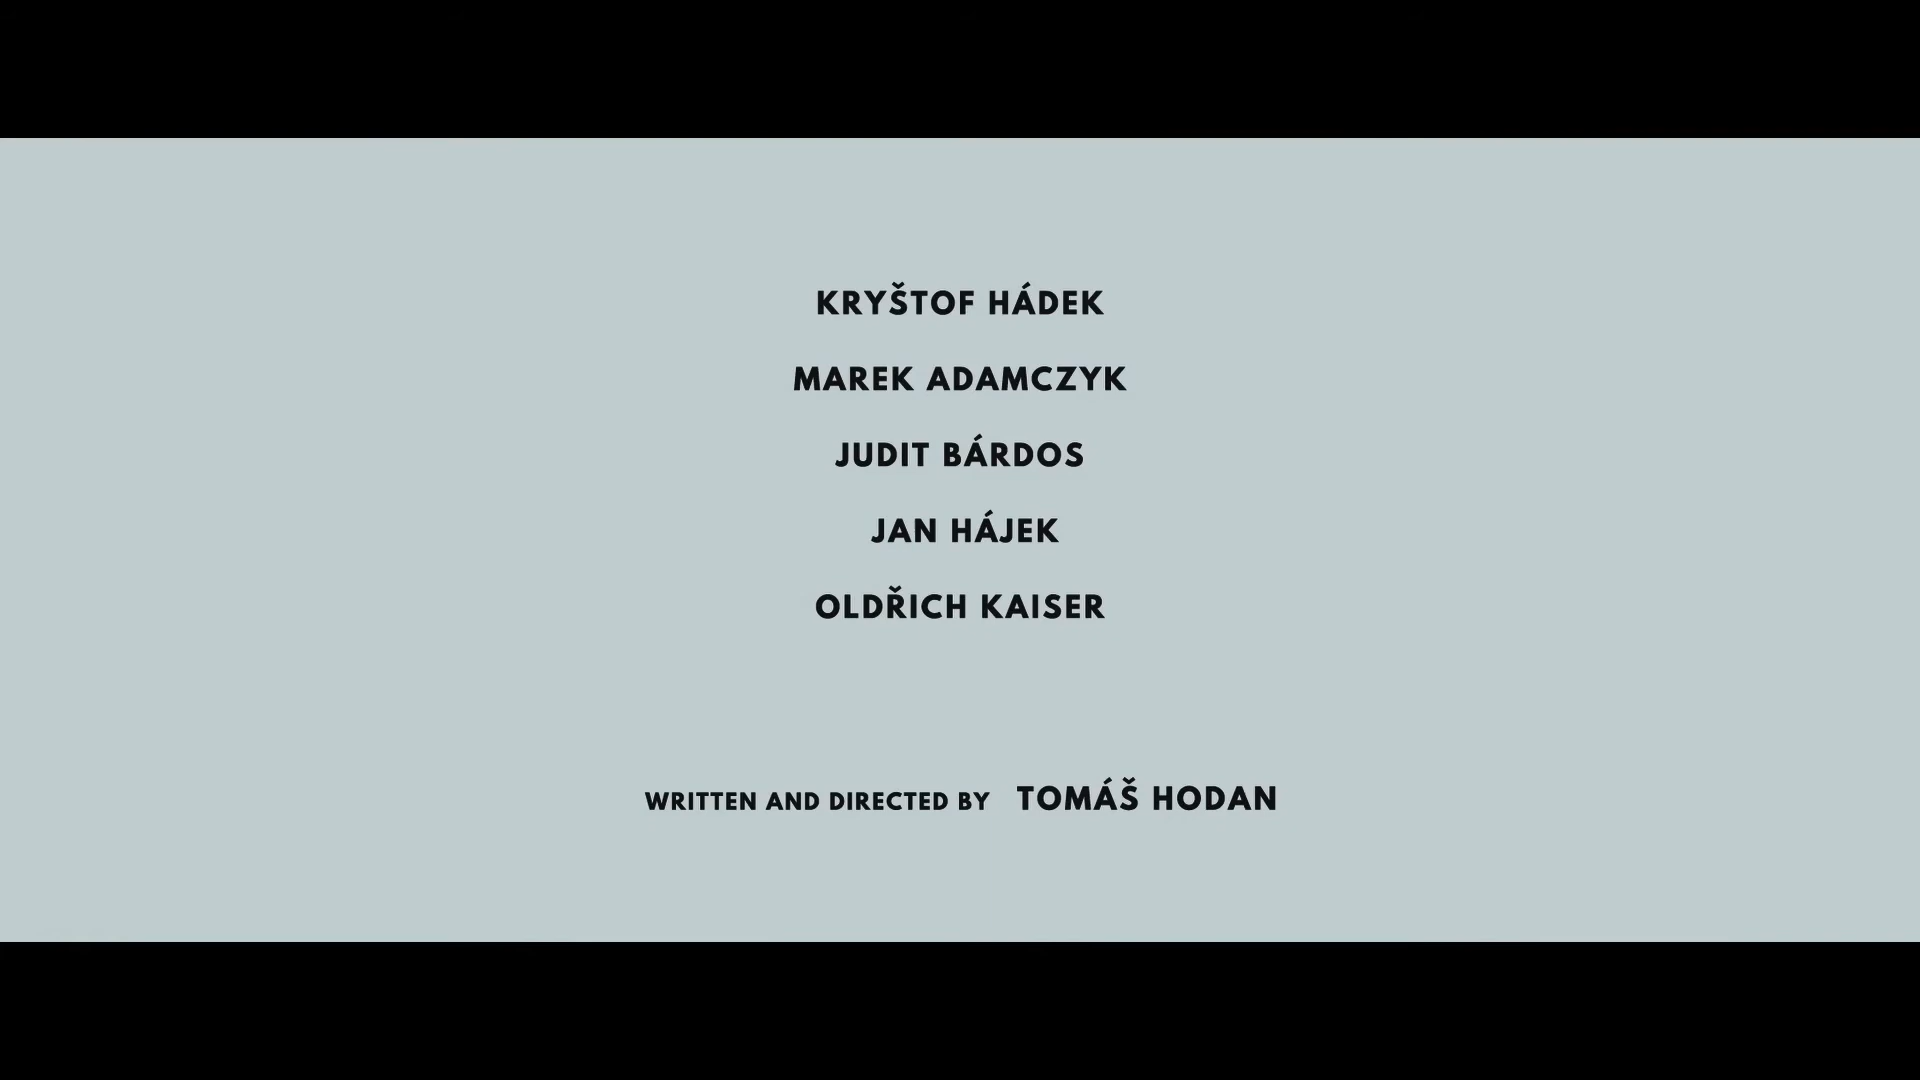 KRYŠTOF HÁDEK
MAREK ADAMCZYK
JUDIT BÁRDOS
JAN HÁJEK
OLDŘICH KAISER
WRITTEN AND DIRECTED BY TOMÁŠ HODAN